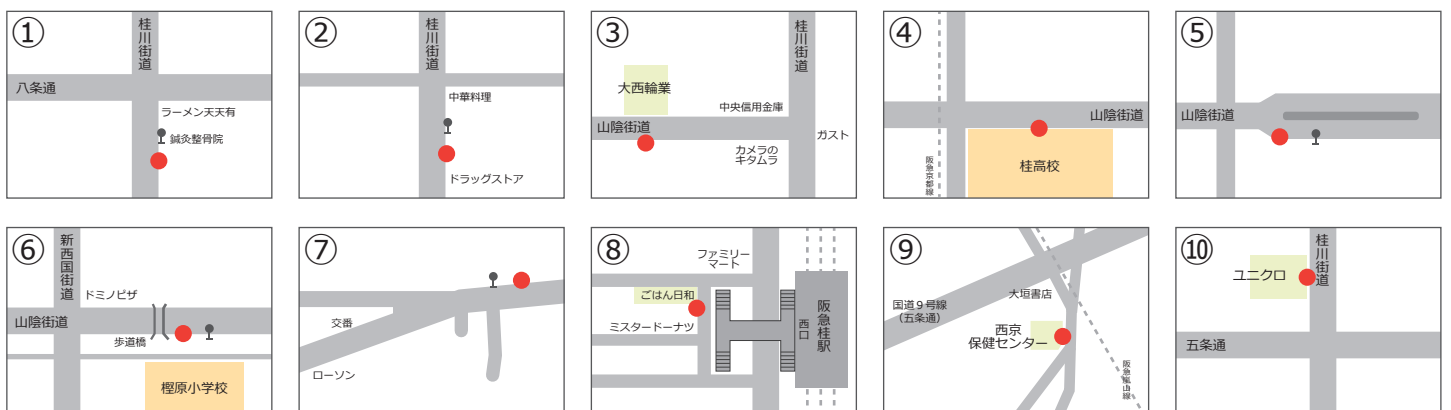 ①
桂川街道
八条通
ラーメン天天有
鍼灸整骨院
②
桂川街道
中華料理
ドラッグストア
③
桂川街道
大西輪業
中央信用金庫
山陰街道
ガスト
カメラの
キタムラ
④
山陰街道
阪急京都線
桂高校
⑤
山陰街道
⑥
新西国街道
ドミノピザ
山陰街道
歩道橋
樫原小学校
⑦
交番
ローソン
⑧
ファミリー
マート
ごはん日和
ミスタードーナツ
西口
阪急桂駅
⑨
大垣書店
国道9号線
(五条通)
西京
保健センター
阪急嵐山線
⑩
桂川街道
ユニクロ
五条通